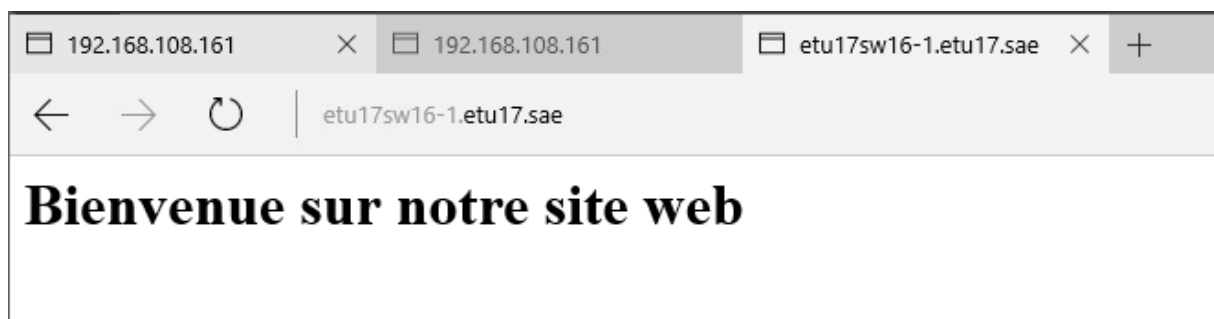 192.168.108.161 192.168.108.161 etu17sw16-1.etu17.sae
etu17sw16-1.etu17.sae
Bienvenue sur notre site web